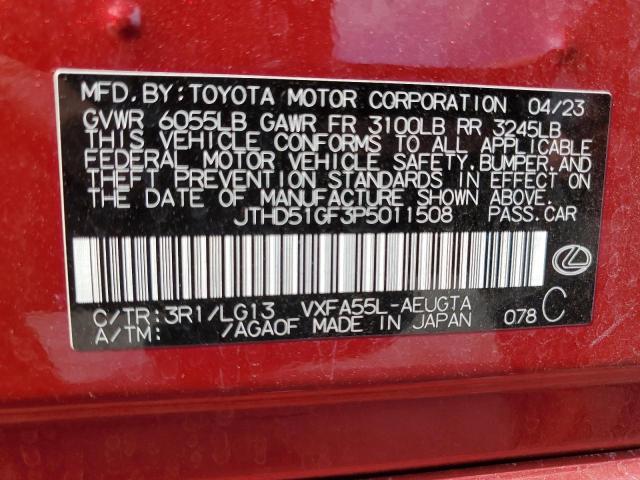 MFD. BY: TOYOTA MOTOR CORPORATION 04/23
GVWR 6055LB GAWR FR 3100LB RR 3245LB
THIS VEHICLE CONFORMS TO ALL APPLICABLE
FEDERAL MOTOR VEHICLE SAFETY, BUMPER, AND
THEFT PREVENTION STANDARDS IN EFFECT ON
THE DATE OF MANUFACTURE SHOWN ABOVE.
JTHD51GF3P5011508 PASS. CAR
C/TR: 3R1/LG13 VXFA55L-AEUGTA
A/TM: /AGA0F MADE IN JAPAN 078 C